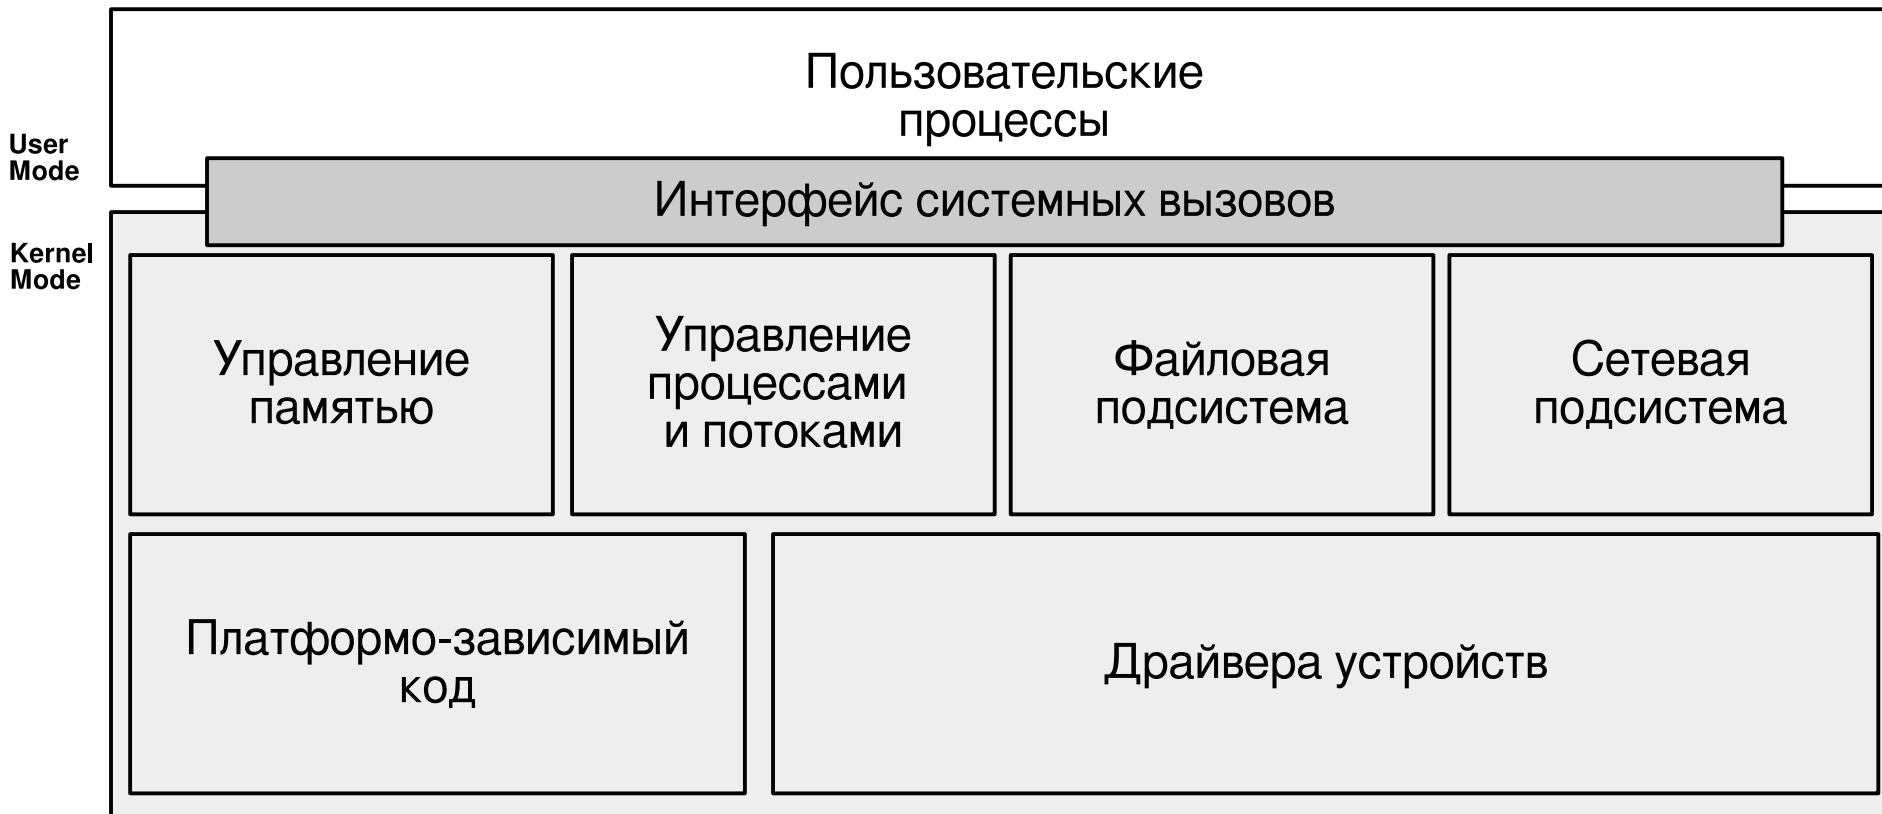 Пользовательские
процессы
User
Mode
Интерфейс системных вызовов
Kernel
Mode
Управление
памятью
Управление
процессами
и потоками
Файловая
подсистема
Сетевая
подсистема
Платформо-зависимый
код
Драйвера устройств